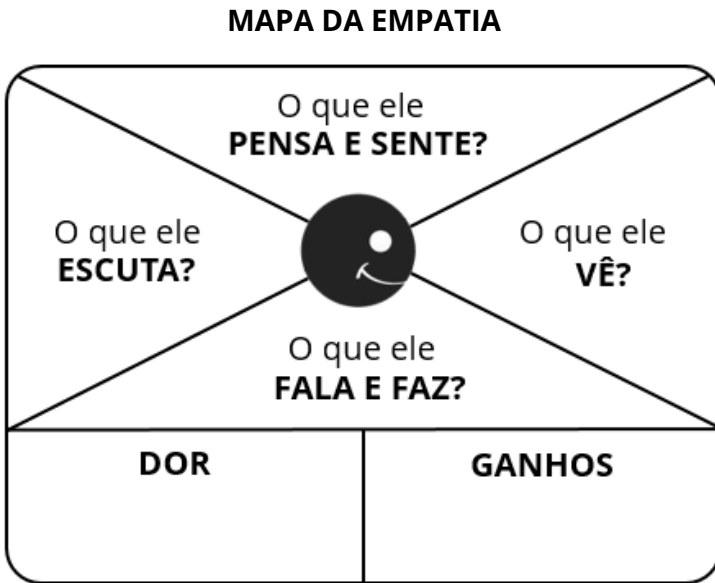 MAPA DA EMPATIA
O que ele
PENSA E SENTE?
O que ele
ESCUTA?
O que ele
VÊ?
O que ele
FALA E FAZ?
DOR
GANHOS